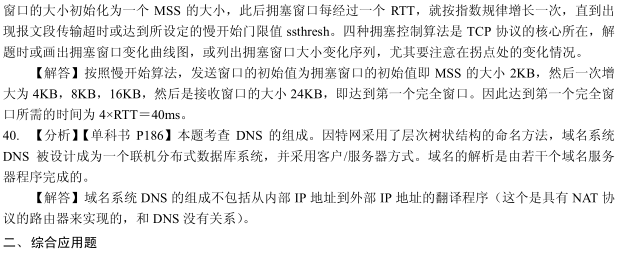 窗口的大小初始化为一个 MSS 的大小，此后拥塞窗口每经过一个 RTT，就按指数规律增长一次，直到出
现报文段传输超时或达到所设定的慢开始门限值 ssthresh。四种拥塞控制算法是 TCP 协议的核心所在，解
题时或画出拥塞窗口变化曲线图，或列出拥塞窗口大小变化序列，尤其要注意在拐点处的变化情况。
【解答】按照慢开始算法，发送窗口的初始值为拥塞窗口的初始值即 MSS 的大小 2KB，然后一次增
大为 4KB，8KB，16KB，然后是接收窗口的大小 24KB，即达到第一个完全窗口。因此达到第一个完全窗
口所需的时间为 4×RTT＝40ms。
40. 【分析】【单科书 P186】本题考查 DNS 的组成。因特网采用了层次树状结构的命名方法，域名系统
DNS 被设计成为一个联机分布式数据库系统，并采用客户/服务器方式。域名的解析是由若干个域名服务
器程序完成的。
【解答】域名系统 DNS 的组成不包括从内部 IP 地址到外部 IP 地址的翻译程序（这个是具有 NAT 协
议的路由器来实现的，和 DNS 没有关系）。
二、综合应用题